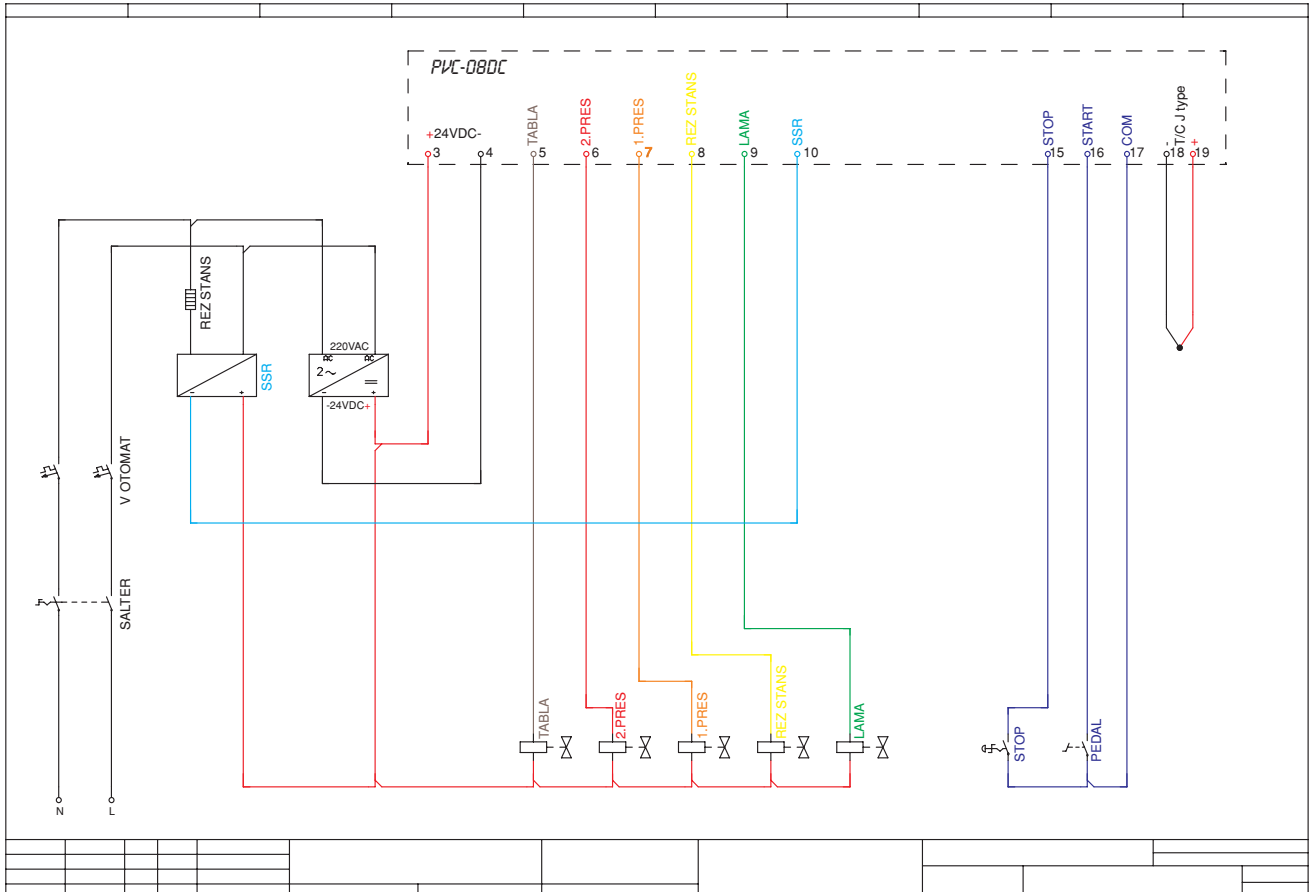 PVC-08DC
+24VDC-
TABLA
2.PRES
1.PRES
REZ STANS
LAMA
SSR
STOP
START
COM
- T/C J type +
3
4
5
6
7
8
9
10
15
16
17
18
19
REZ STANS
SSR
220VAC
AC
AC
2~
- +
- +
-24VDC+
V OTOMAT
SALTER
TABLA
2.PRES
1.PRES
REZ STANS
LAMA
STOP
PEDAL
N
L